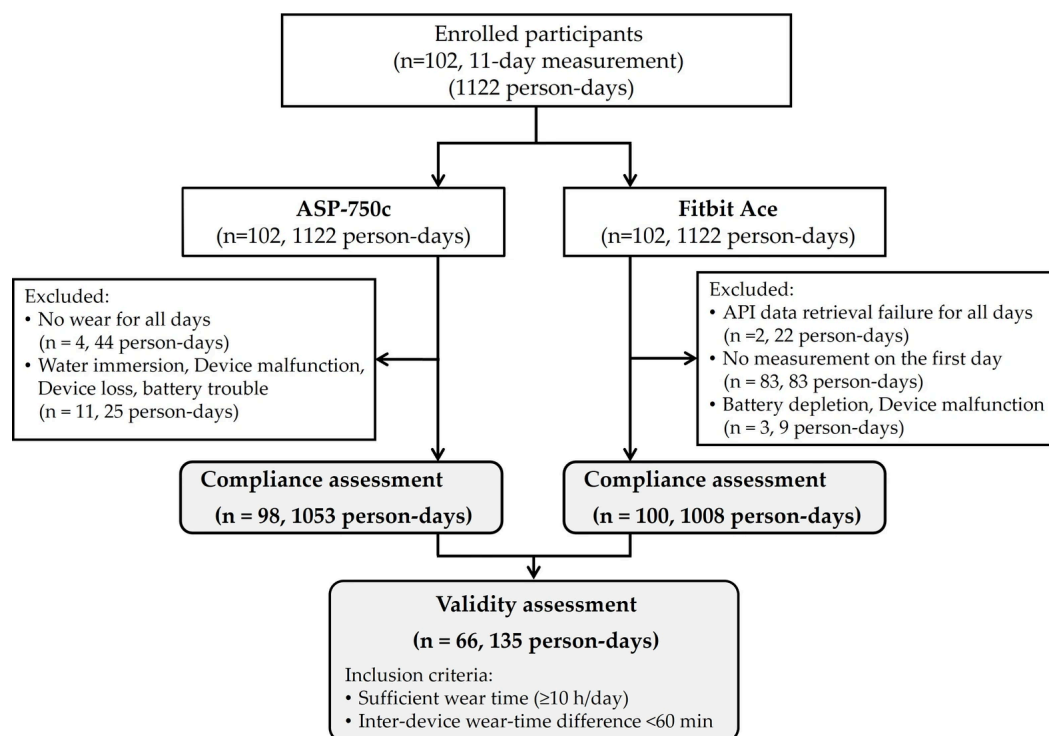 Enrolled participants
(n=102, 11-day measurement)
(1122 person-days)
ASP-750c
(n=102, 1122 person-days)
Fitbit Ace
(n=102, 1122 person-days)
Excluded:
• No wear for all days
(n = 4, 44 person-days)
• Water immersion, Device malfunction,
Device loss, battery trouble
(n = 11, 25 person-days)
Excluded:
• API data retrieval failure for all days
(n =2, 22 person-days)
• No measurement on the first day
(n = 83, 83 person-days)
• Battery depletion, Device malfunction
(n = 3, 9 person-days)
Compliance assessment
(n = 98, 1053 person-days)
Compliance assessment
(n = 100, 1008 person-days)
Validity assessment
(n = 66, 135 person-days)
Inclusion criteria:
• Sufficient wear time (≥10 h/day)
• Inter-device wear-time difference <60 min